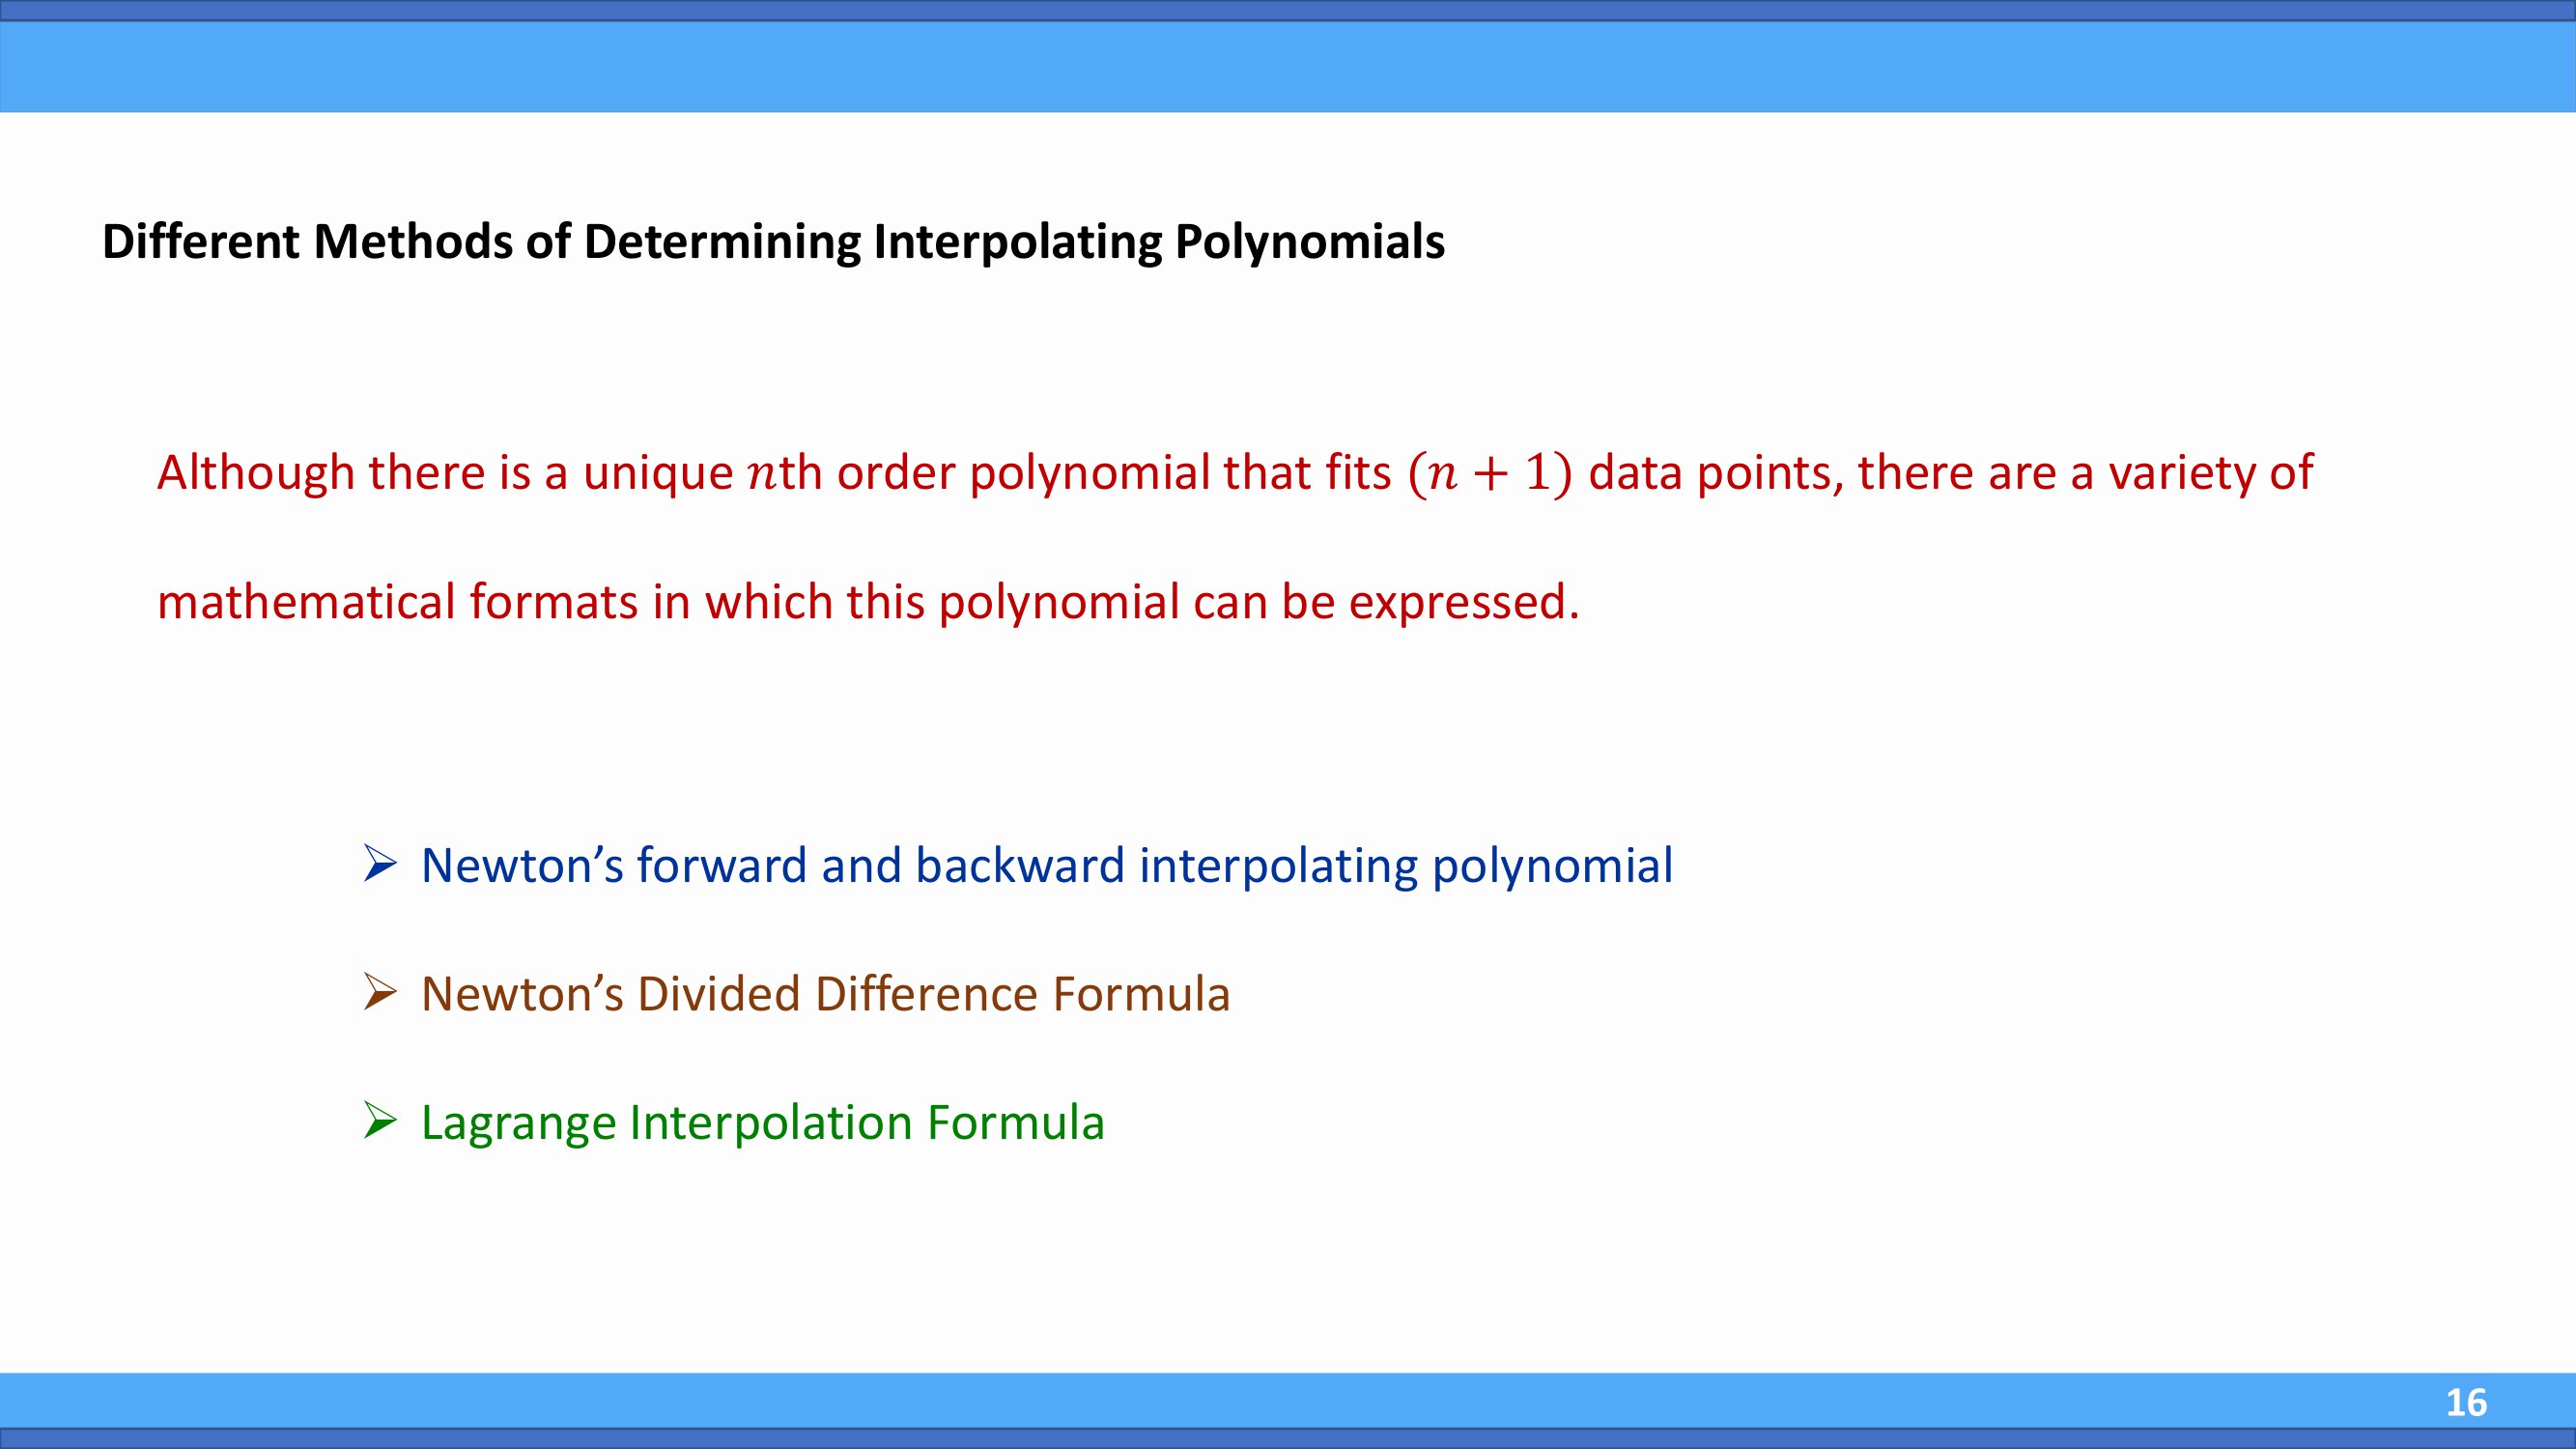 Different Methods of Determining Interpolating Polynomials
Although there is a unique 𝑛th order polynomial that fits (𝑛 + 1) data points, there are a variety of
mathematical formats in which this polynomial can be expressed.
➢ Newton’s forward and backward interpolating polynomial
➢ Newton’s Divided Difference Formula
➢ Lagrange Interpolation Formula
16